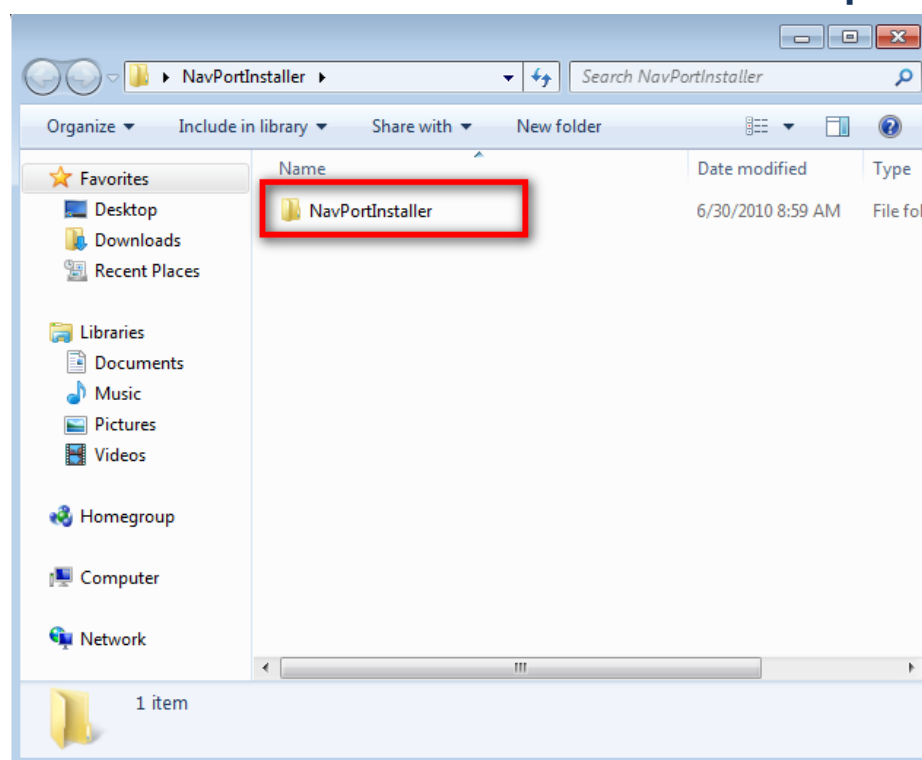 NavPortInstaller
Search NavPortInstaller
Organize
Include in library
Share with
New folder
Name
Date modified
Type
Favorites
NavPortInstaller
6/30/2010 8:59 AM
File fol
Desktop
Downloads
Recent Places
Libraries
Documents
Music
Pictures
Videos
Homegroup
Computer
Network
1 item